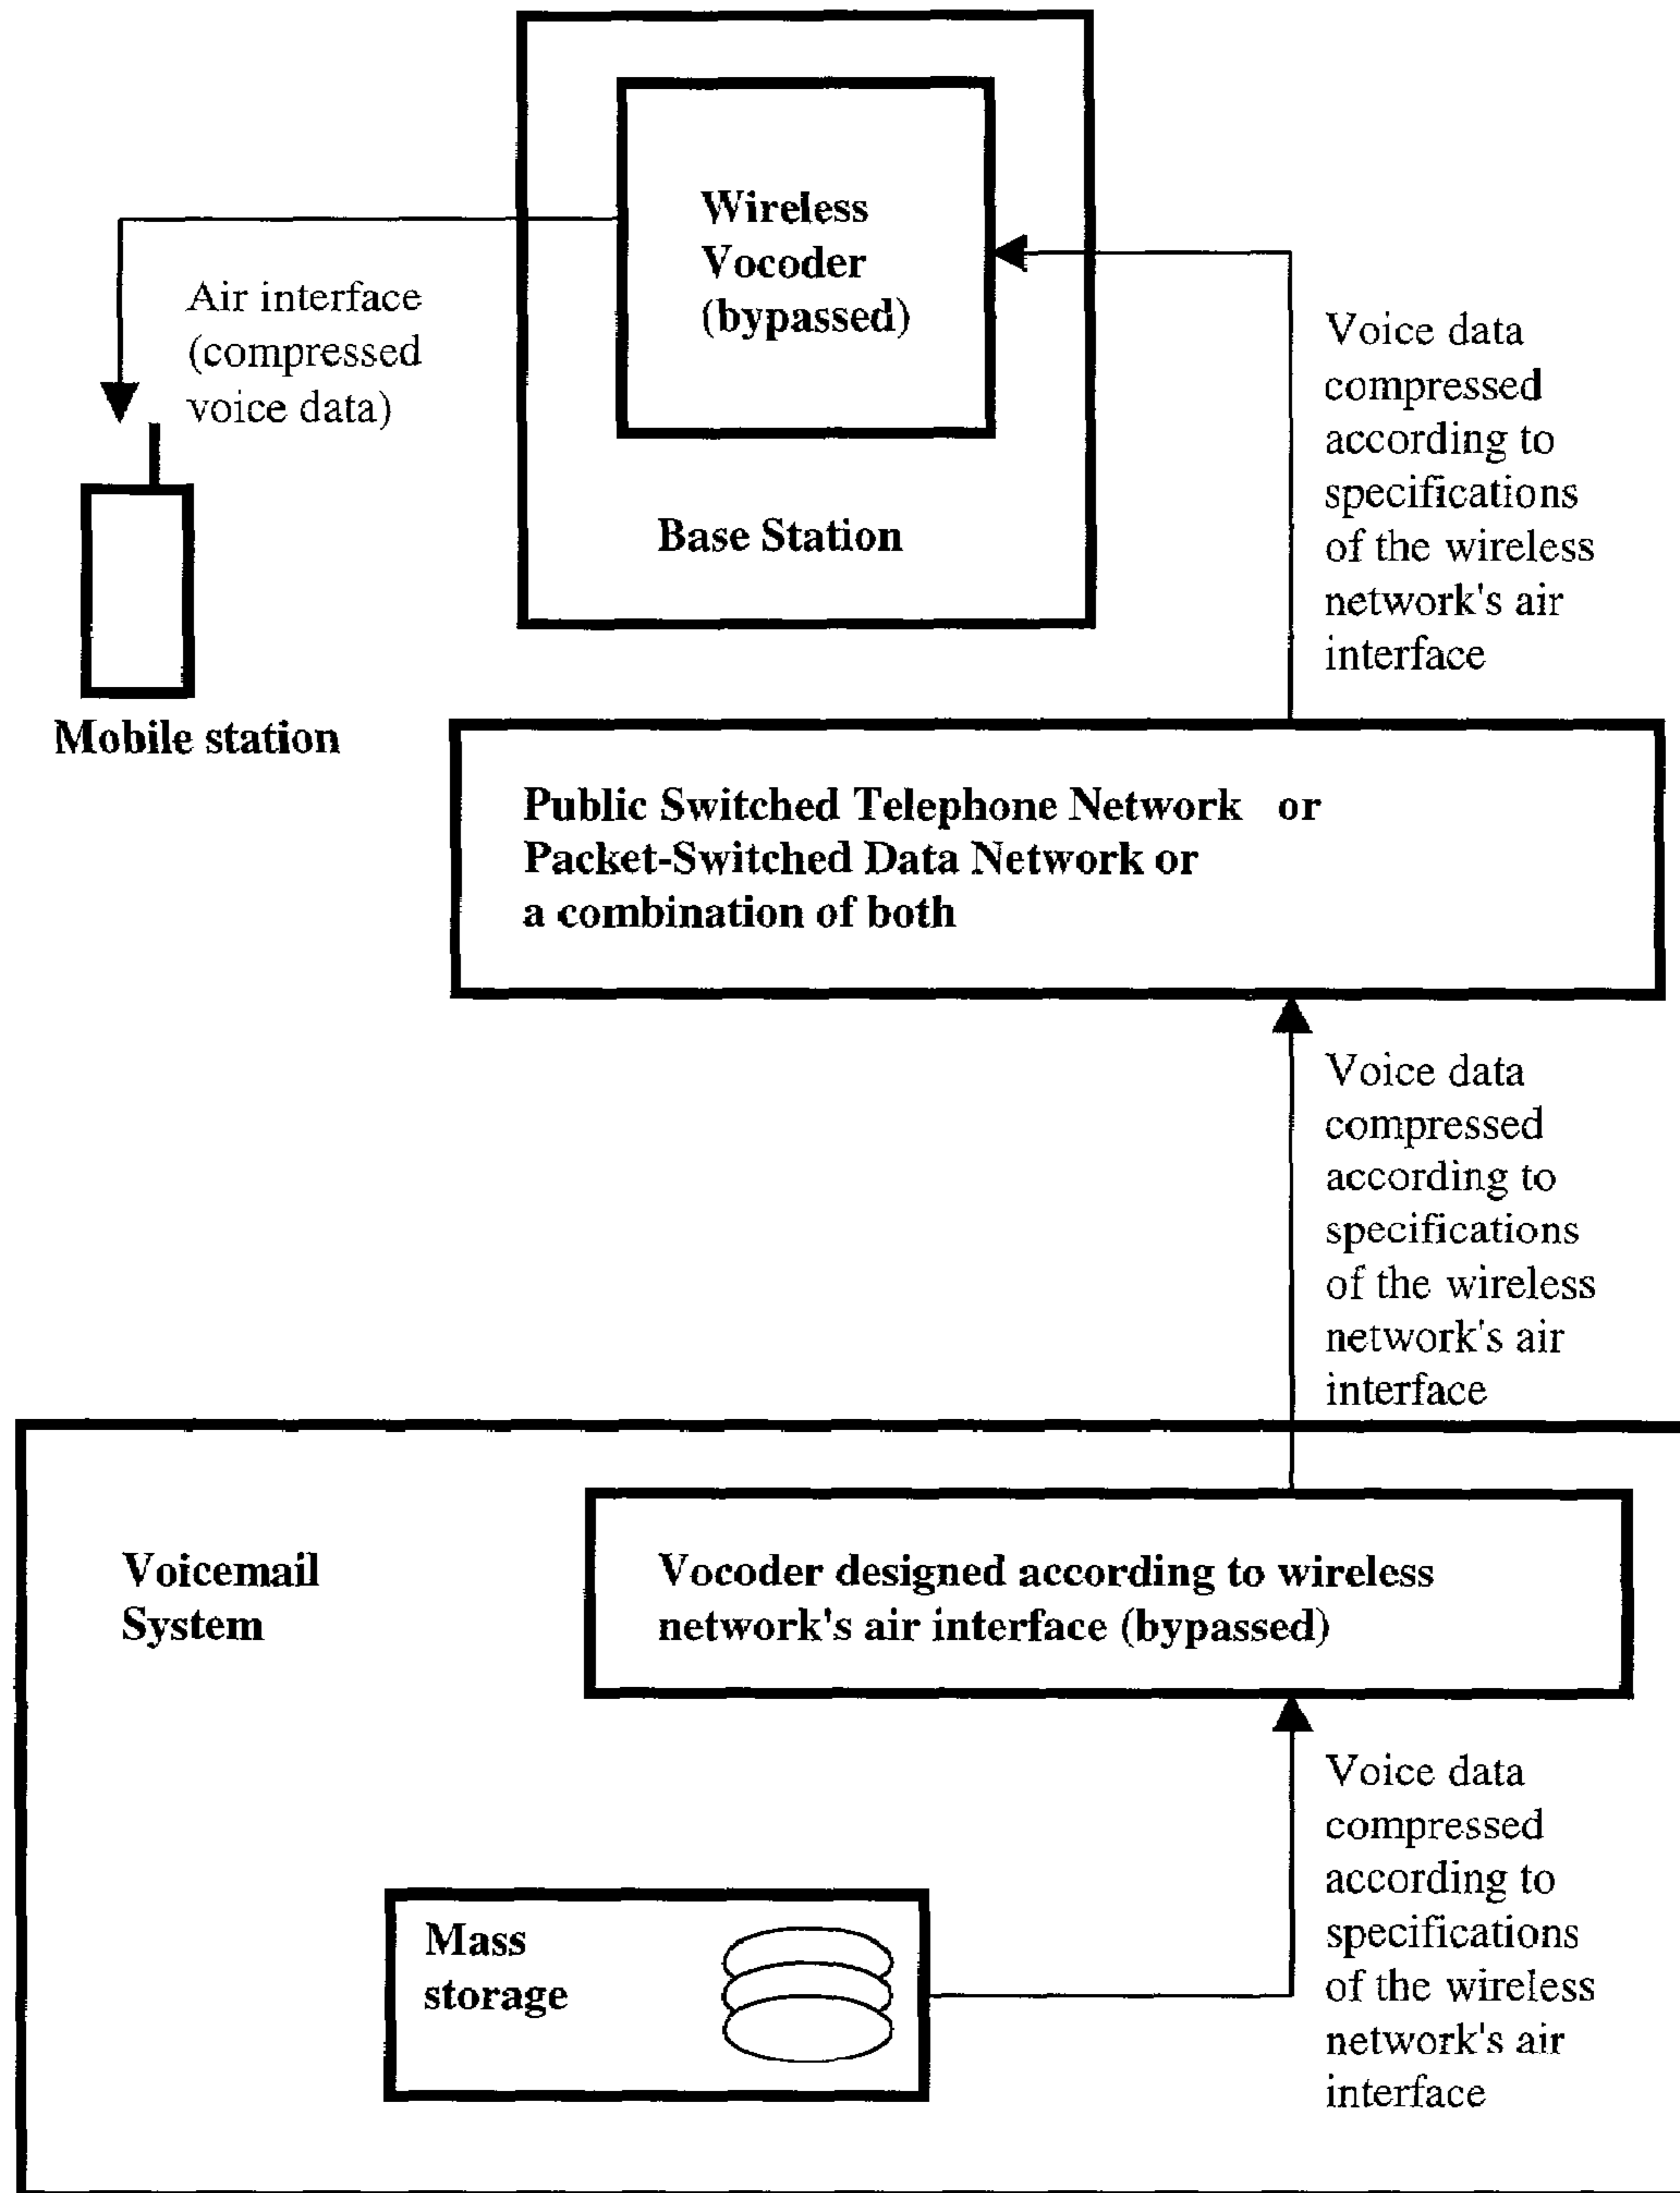 Wireless
Vocoder
(bypassed)
Air interface
(compressed
voice data)
Base Station
Mobile station
Voice data
compressed
according to
specifications
of the wireless
network's air
interface
Public Switched Telephone Network or
Packet-Switched Data Network or
a combination of both
Voice data
compressed
according to
specifications
of the wireless
network's air
interface
Voicemail
System
Vocoder designed according to wireless
network's air interface (bypassed)
Mass
storage
Voice data
compressed
according to
specifications
of the wireless
network's air
interface